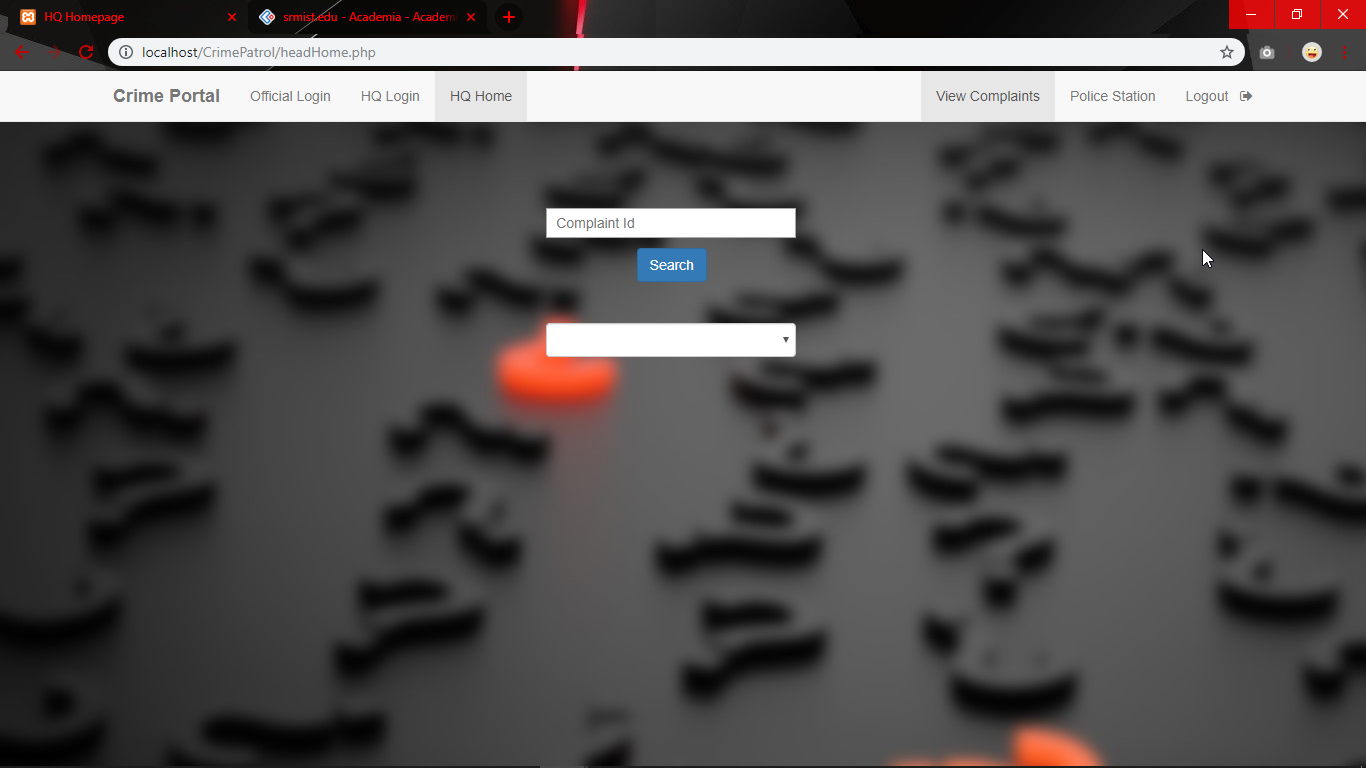 HQ Homepage
srmist.edu - Academia - Academ
localhost/CrimePatrol/headHome.php
Crime Portal Official Login HQ Login HQ Home View Complaints Police Station Logout
Complaint Id
Search